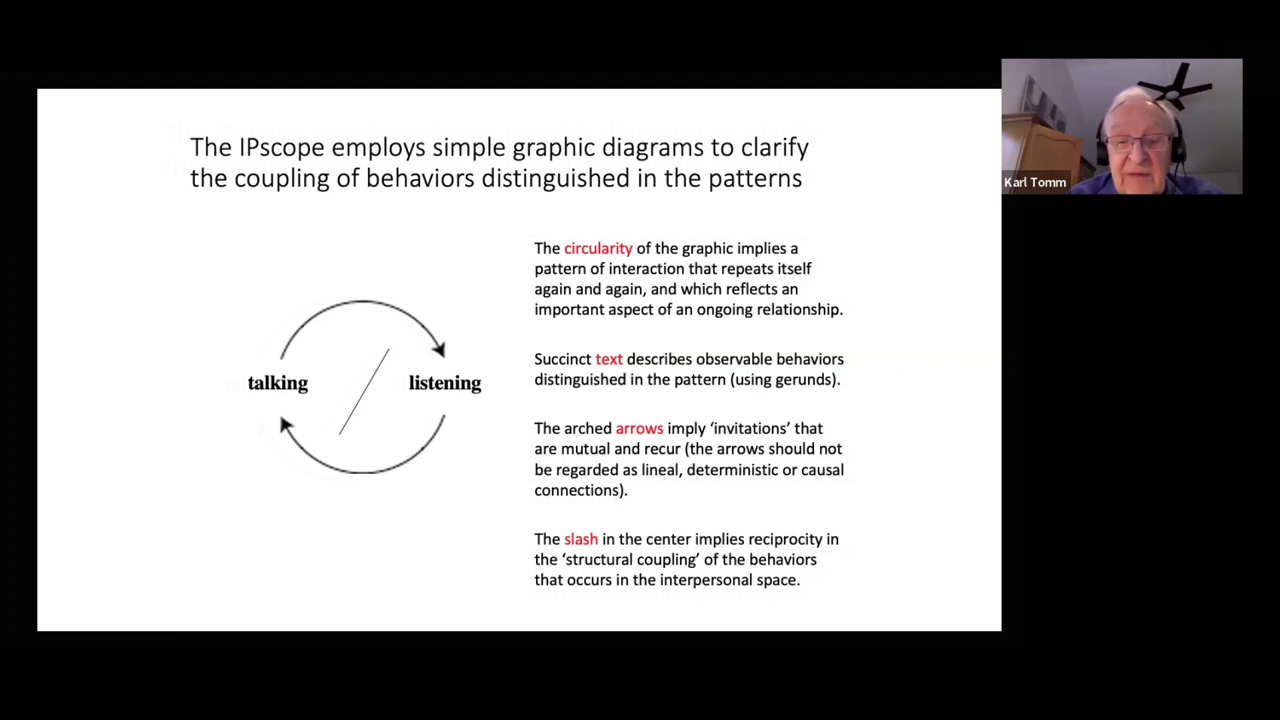 The IPscope employs simple graphic diagrams to clarify
the coupling of behaviors distinguished in the patterns
talking
listening
The circularity of the graphic implies a
pattern of interaction that repeats itself
again and again, and which reflects an
important aspect of an ongoing relationship.
Succinct text describes observable behaviors
distinguished in the pattern (using gerunds).
The arched arrows imply ‘invitations’ that
are mutual and recur (the arrows should not
be regarded as lineal, deterministic or causal
connections).
The slash in the center implies reciprocity in
the ‘structural coupling’ of the behaviors
that occurs in the interpersonal space.
Karl Tomm